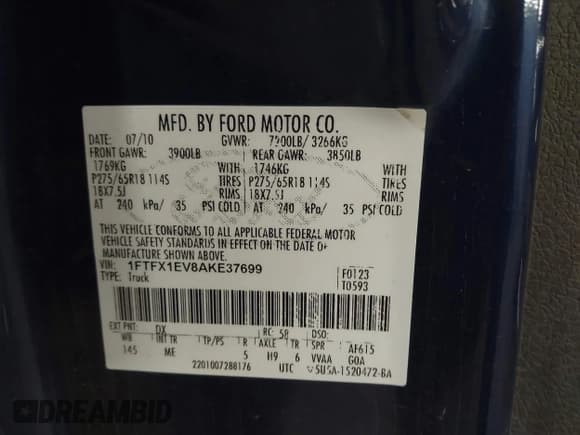 MFD. BY FORD MOTOR CO.
DATE: 07/10 GVWR: 7200LB/ 3266KG
FRONT GAWR: 3900LB REAR GAWR: 3850LB
1769KG WITH 1746KG WITH
P275/65R18 114S TIRES P275/65R18 114S TIRES
18X7.5J RIMS 18X7.5J RIMS
AT 240 kPa/ 35 PSI COLD AT 240 kPa/ 35 PSI COLD
THIS VEHICLE CONFORMS TO ALL APPLICABLE FEDERAL MOTOR
VEHICLE SAFETY STANDARDS IN EFFECT ON THE DATE OF
MANUFACTURE SHOWN ABOVE.
VIN: 1FTFX1EV8AKE37699 F0123
TYPE: Truck T0593
EXT PNT: DX RC: 58 DSO:
WB INT TR TP/PS R AXLE TR SPR AF615
145 ME 5 H9 6 VVAA GOA
2201007288176 UTC 5U5A-1520472-BA
DREAMBID